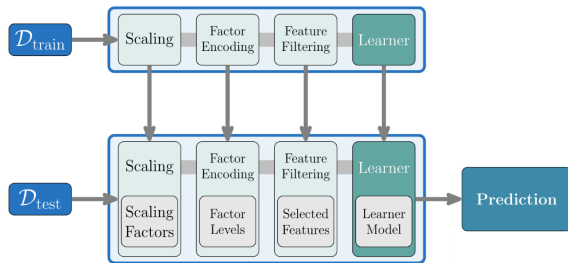 𝒟train
Scaling
Factor
Encoding
Feature
Filtering
Learner
𝒟test
Scaling
Factor
Encoding
Feature
Filtering
Learner
Scaling
Factors
Factor
Levels
Selected
Features
Learner
Model
Prediction